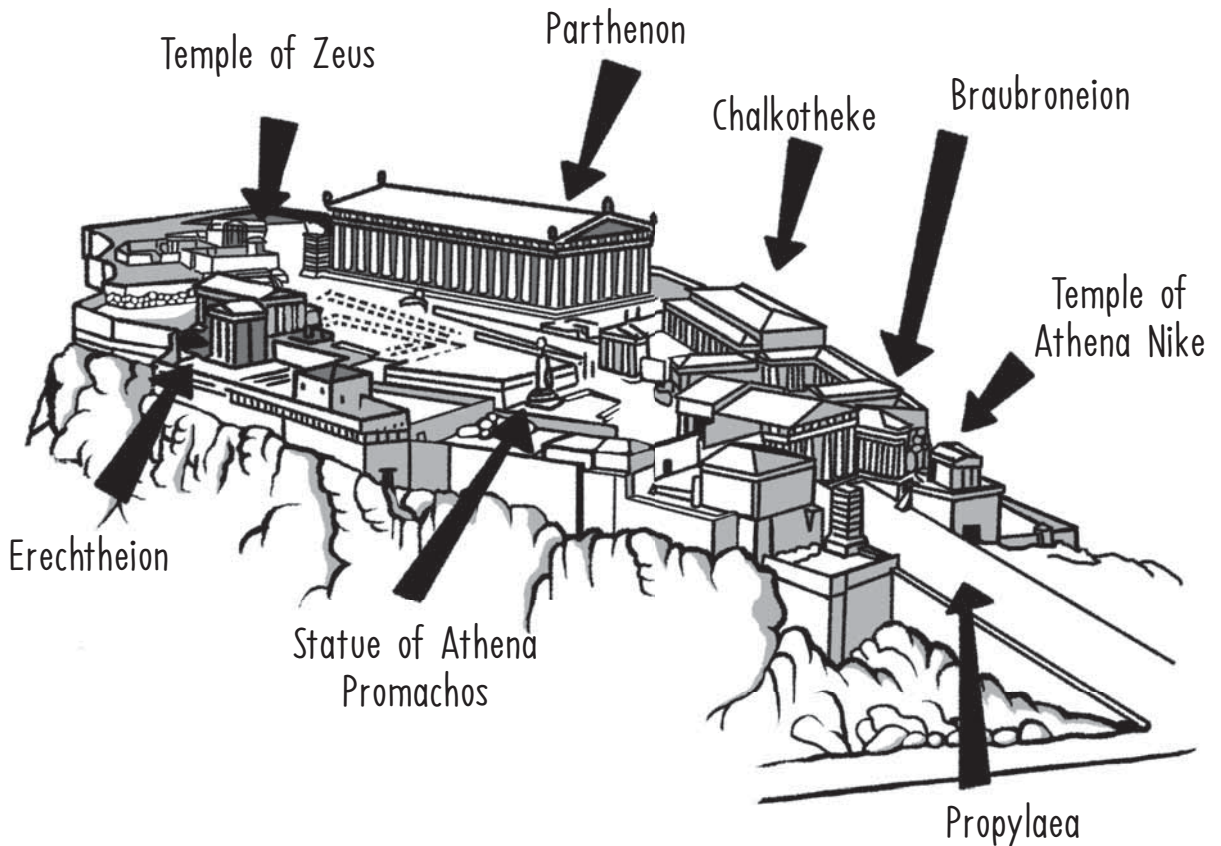 Parthenon
Temple of Zeus
Chalkotheke
Braubroneion
Temple of
Athena Nike
Erechtheion
Statue of Athena
Promachos
Propylaea